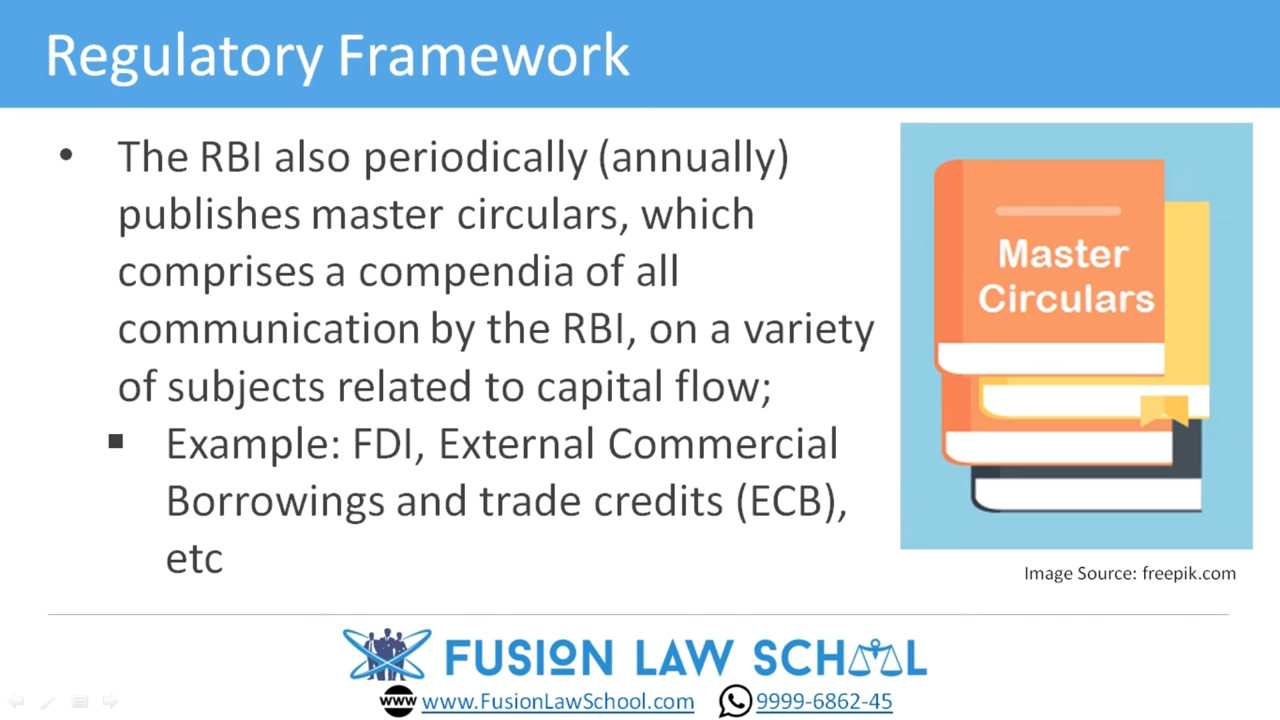 Regulatory Framework
• The RBI also periodically (annually)
publishes master circulars, which
comprises a compendia of all
communication by the RBI, on a variety
of subjects related to capital flow;
▪ Example: FDI, External Commercial
Borrowings and trade credits (ECB),
etc
Master
Circulars
Image Source: freepik.com
FUSION LAW SCHOOL
www www.FusionLawSchool.com 9999-6862-45